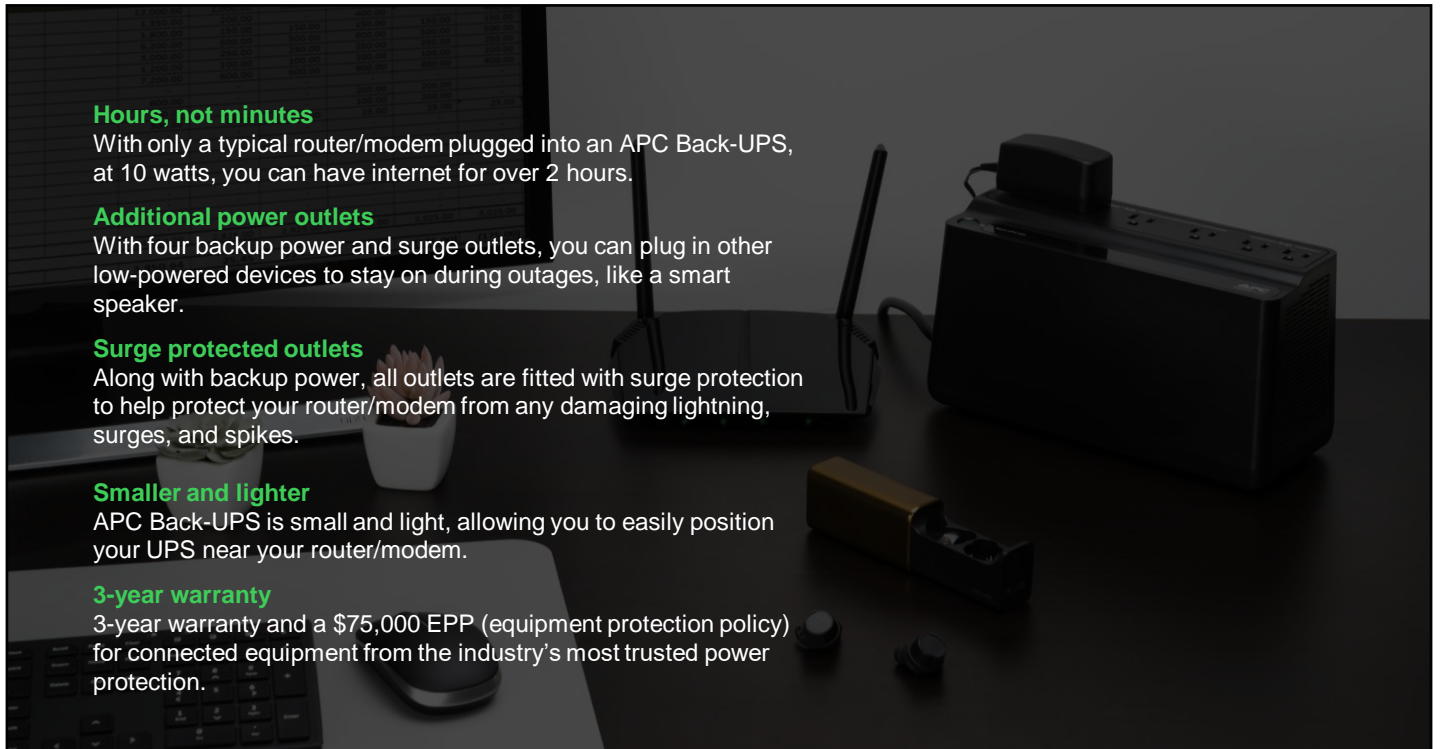 Hours, not minutes
With only a typical router/modem plugged into an APC Back-UPS,
at 10 watts, you can have internet for over 2 hours.
Additional power outlets
With four backup power and surge outlets, you can plug in other
low-powered devices to stay on during outages, like a smart
speaker.
Surge protected outlets
Along with backup power, all outlets are fitted with surge protection
to help protect your router/modem from any damaging lightning,
surges, and spikes.
Smaller and lighter
APC Back-UPS is small and light, allowing you to easily position
your UPS near your router/modem.
3-year warranty
3-year warranty and a $75,000 EPP (equipment protection policy)
for connected equipment from the industry’s most trusted power
protection.